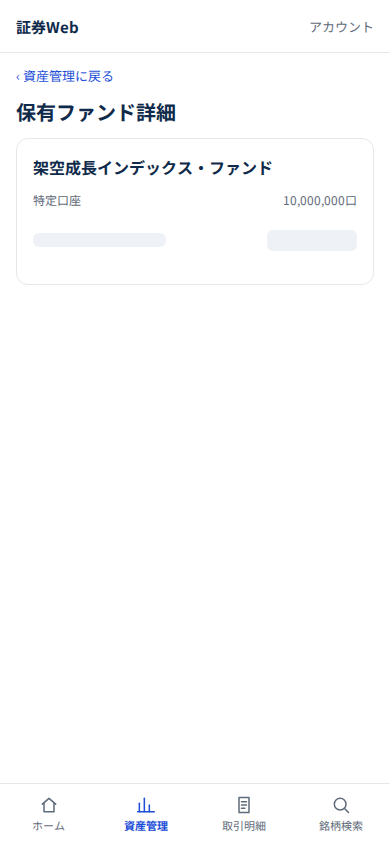 証券Web
アカウント
‹ 資産管理に戻る
保有ファンド詳細
架空成長インデックス・ファンド
特定口座
10,000,000口
ホーム
資産管理
取引明細
銘柄検索